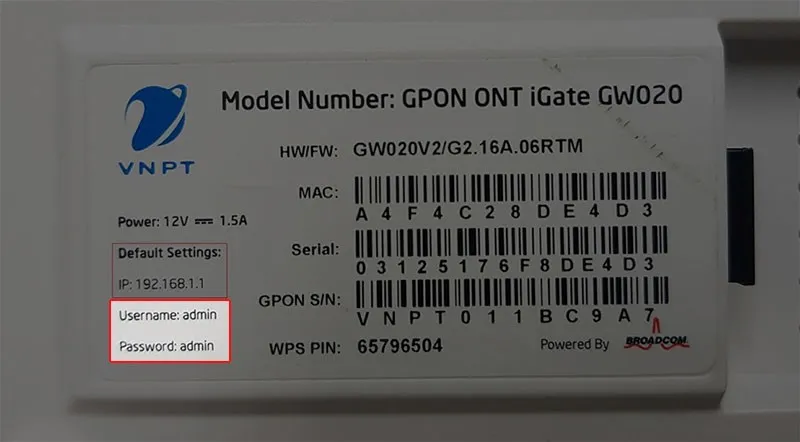 VNPT
Model Number: GPON ONT iGate GW020
HW/FW: GW020V2/G2.16A.06RTM
MAC:
A4F4C28DE4D3
Power: 12V ⎓ 1.5A
Serial:
03125176F8DE4D3
Default Settings:
IP: 192.168.1.1
GPON S/N:
VNPT011BC9A7
Username: admin
Password: admin
WPS PIN: 65796504
Powered By BROADCOM